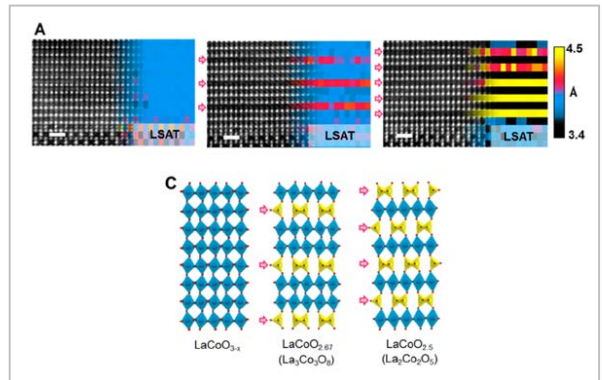 A
4.5
Å
3.4
LSAT
LSAT
LSAT
C
LaCoO₃₋ₓ
LaCoO₂.₆₇
(La₃Co₃O₈)
LaCoO₂.₅
(La₂Co₂O₅)